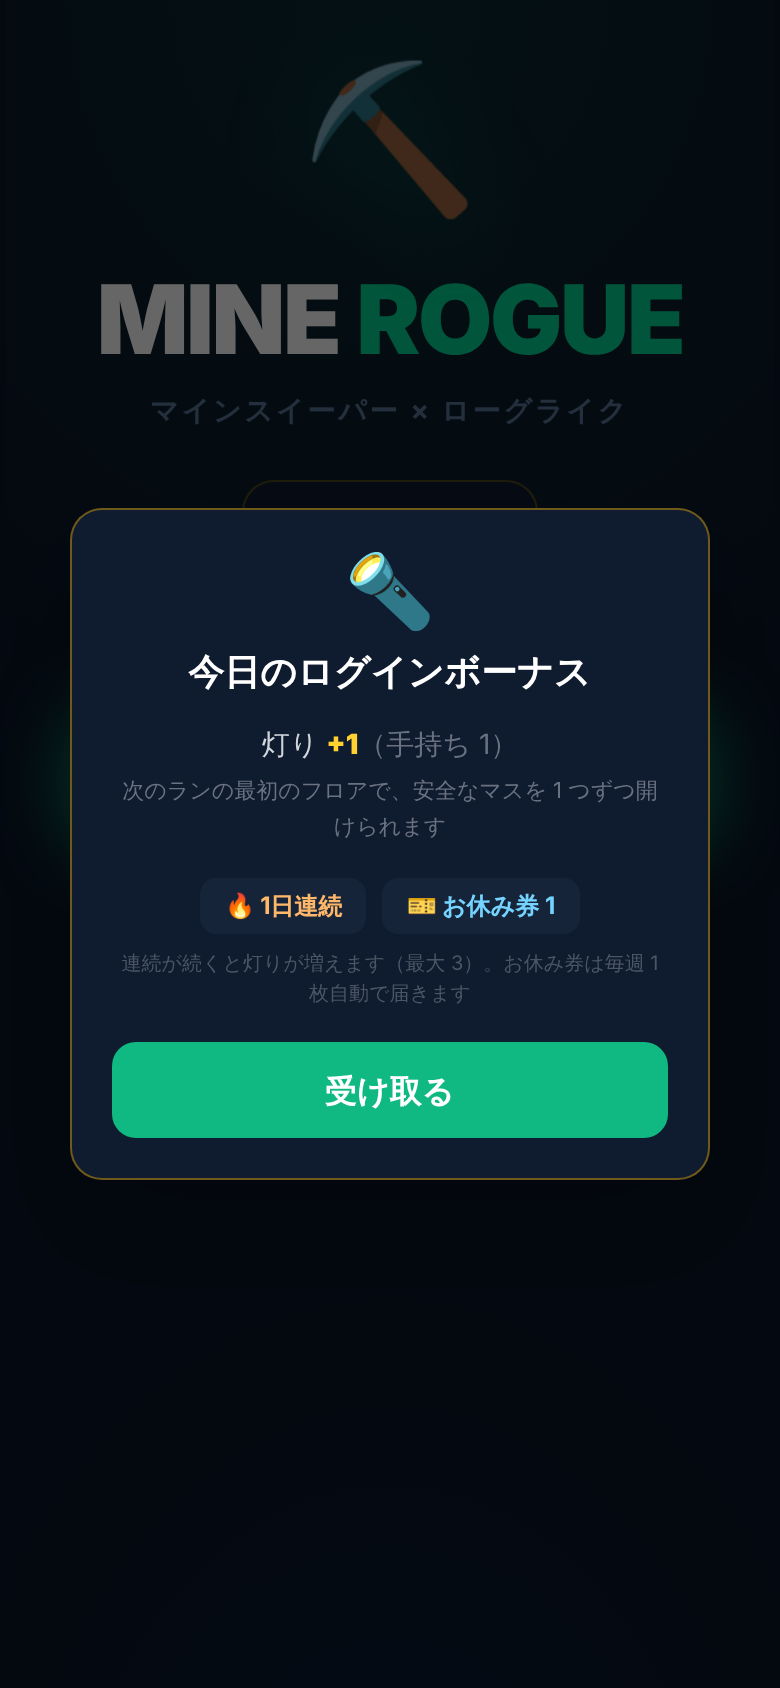 MINE ROGUE
マインスイーパー × ローグライク
今日のログインボーナス
灯り +1（手持ち 1）
次のランの最初のフロアで、安全なマスを 1 つずつ開
けられます
1日連続
お休み券 1
連続が続くと灯りが増えます（最大 3）。お休み券は毎週 1
枚自動で届きます
受け取る